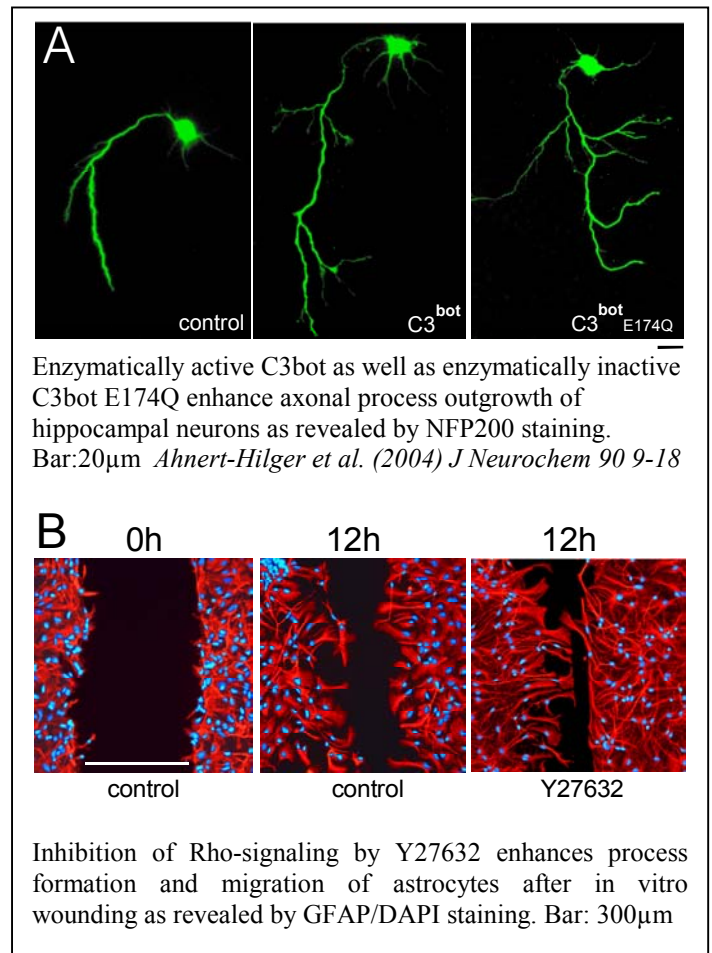 A
control
C3bot
C3bot E174Q
Enzymatically active C3bot as well as enzymatically inactive
C3bot E174Q enhance axonal process outgrowth of
hippocampal neurons as revealed by NFP200 staining.
Bar:20µm Ahnert-Hilger et al. (2004) J Neurochem 90 9-18
B
0h
12h
12h
control
control
Y27632
Inhibition of Rho-signaling by Y27632 enhances process
formation and migration of astrocytes after in vitro
wounding as revealed by GFAP/DAPI staining. Bar: 300µm